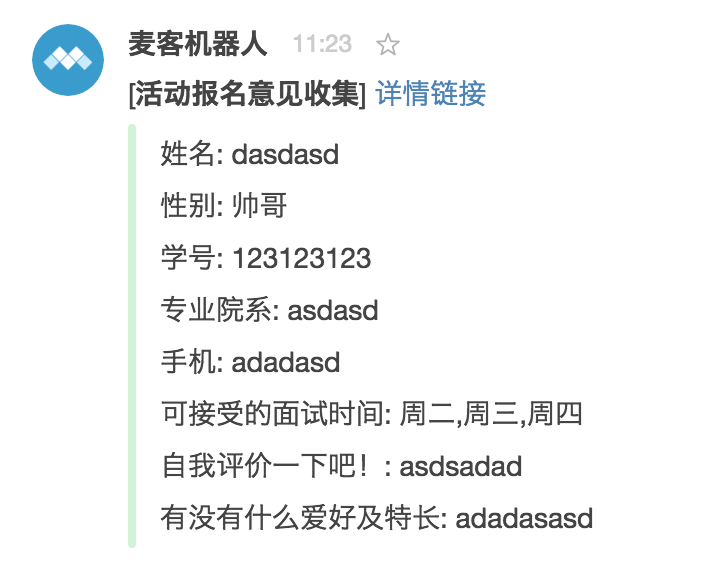 麦客机器人 11:23
[活动报名意见收集] 详情链接
姓名: dasdasd
性别: 帅哥
学号: 123123123
专业院系: asdasd
手机: adadasd
可接受的面试时间: 周二,周三,周四
自我评价一下吧！: asdsadad
有没有什么爱好及特长: adadasasd